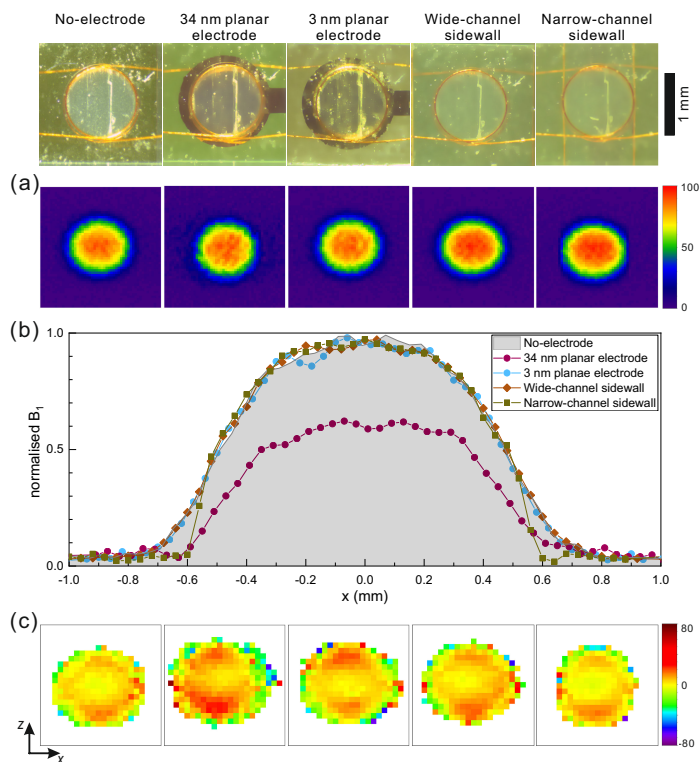 No-electrode
34 nm planar
electrode
3 nm planar
electrode
Wide-channel
sidewall
Narrow-channel
sidewall
1 mm
(a)
100
50
0
(b)
1.0
0.5
0.0
normalised B1
No-electrode
34 nm planar electrode
3 nm planae electrode
Wide-channel sidewall
Narrow-channel sidewall
-1.0 -0.8 -0.6 -0.4 -0.2 0.0 0.2 0.4 0.6 0.8 1.0
x (mm)
(c)
80
40
0
-40
-80
z
x